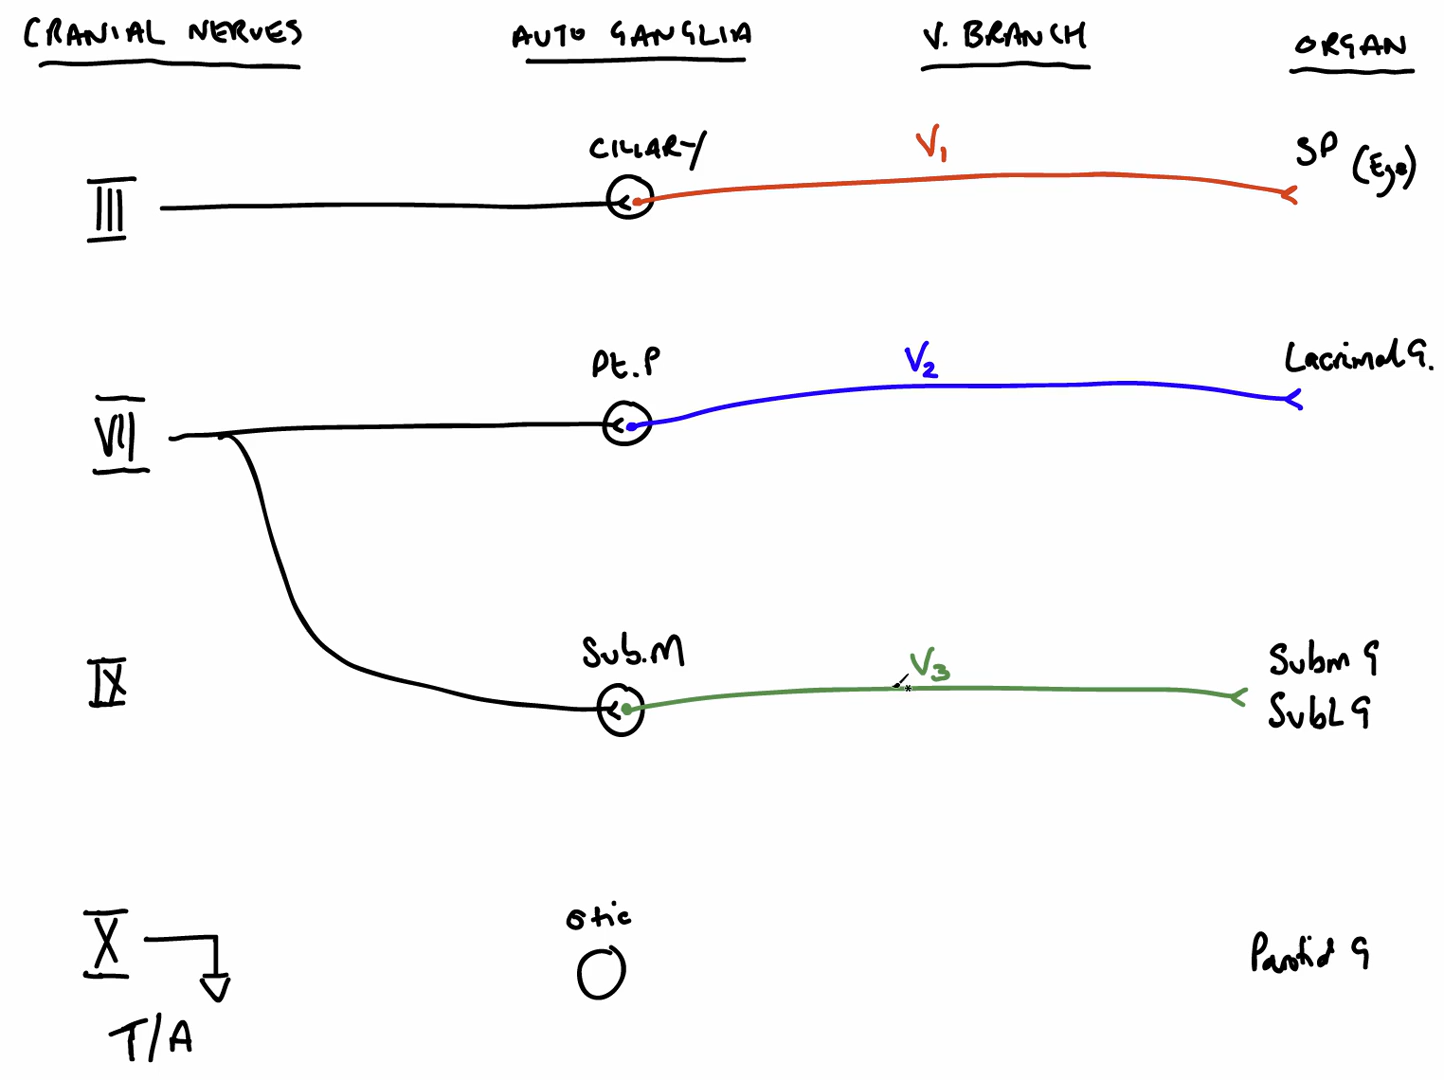 CRANIAL NERVES
AUTO GANGLIA
V. BRANCH
ORGAN
III
CILIARY
V1
SP (Eye)
VII
Pt.P
V2
Lacrimal G.
IX
Sub.M
V3
Subm G
SubL G
X
Otic
Parotid G
T/A